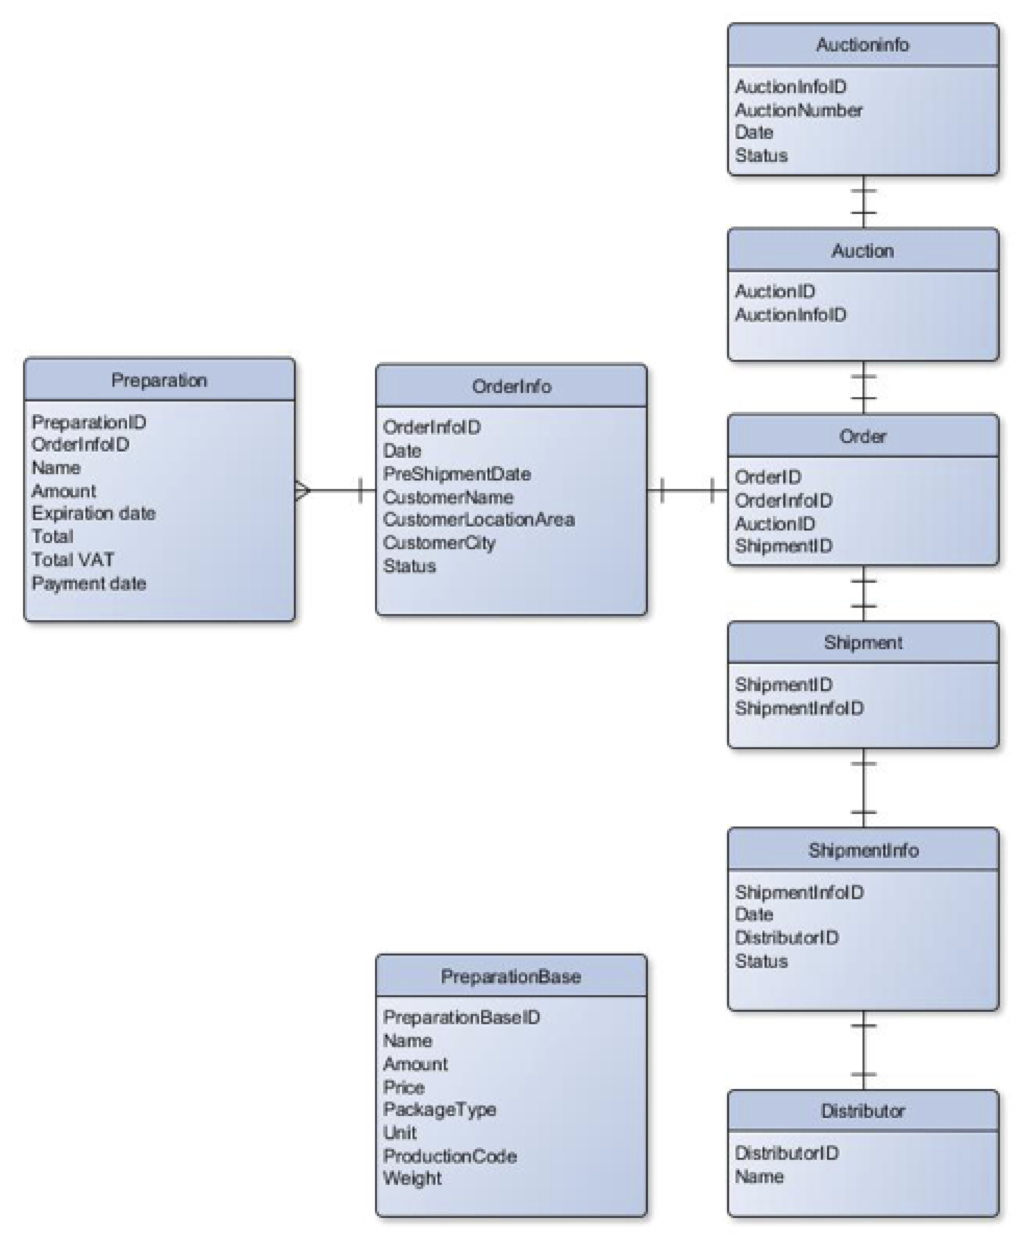 Auctioninfo
AuctionInfoID
AuctionNumber
Date
Status
Auction
AuctionID
AuctionInfoID
Preparation
PreparationID
OrderInfoID
Name
Amount
Expiration date
Total
Total VAT
Payment date
OrderInfo
OrderInfoID
Date
PreShipmentDate
CustomerName
CustomerLocationArea
CustomerCity
Status
Order
OrderID
OrderInfoID
AuctionID
ShipmentID
Shipment
ShipmentID
ShipmentInfoID
ShipmentInfo
ShipmentInfoID
Date
DistributorID
Status
PreparationBase
PreparationBaseID
Name
Amount
Price
PackageType
Unit
ProductionCode
Weight
Distributor
DistributorID
Name